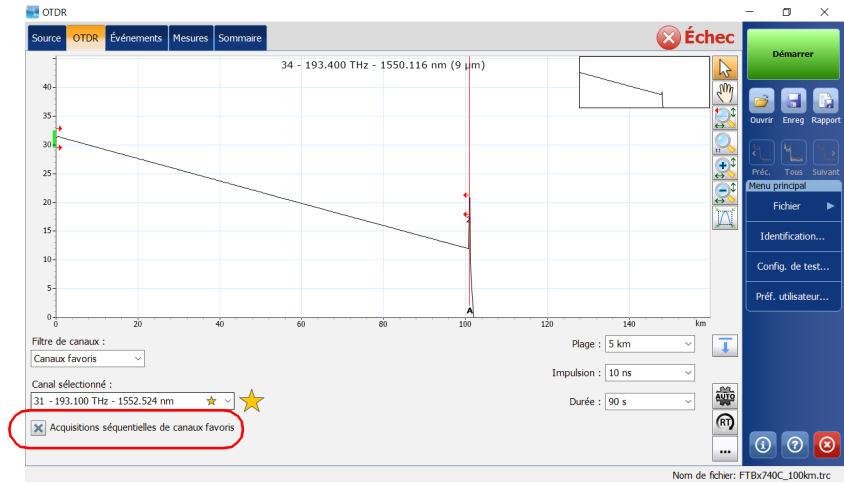 OTDR
Source OTDR Événements Mesures Sommaire
Échec
34 - 193.400 THz - 1550.116 nm (9 µm)
40
35
30
25
20
15
10
5
0
2
A
0 20 40 60 80 100 120 140 km
Filtre de canaux :
Canaux favoris
Canal sélectionné :
31 - 193.100 THz - 1552.524 nm
Acquisitions séquentielles de canaux favoris
Plage : 5 km
Impulsion : 10 ns
Durée : 90 s
1:1
AUTO
RT
...
Démarrer
Ouvrir Enreg Rapport
Préc. Tous Suivant
Menu principal
Fichier
Identification...
Config. de test...
Préf. utilisateur...
Nom de fichier: FTBx740C_100km.trc